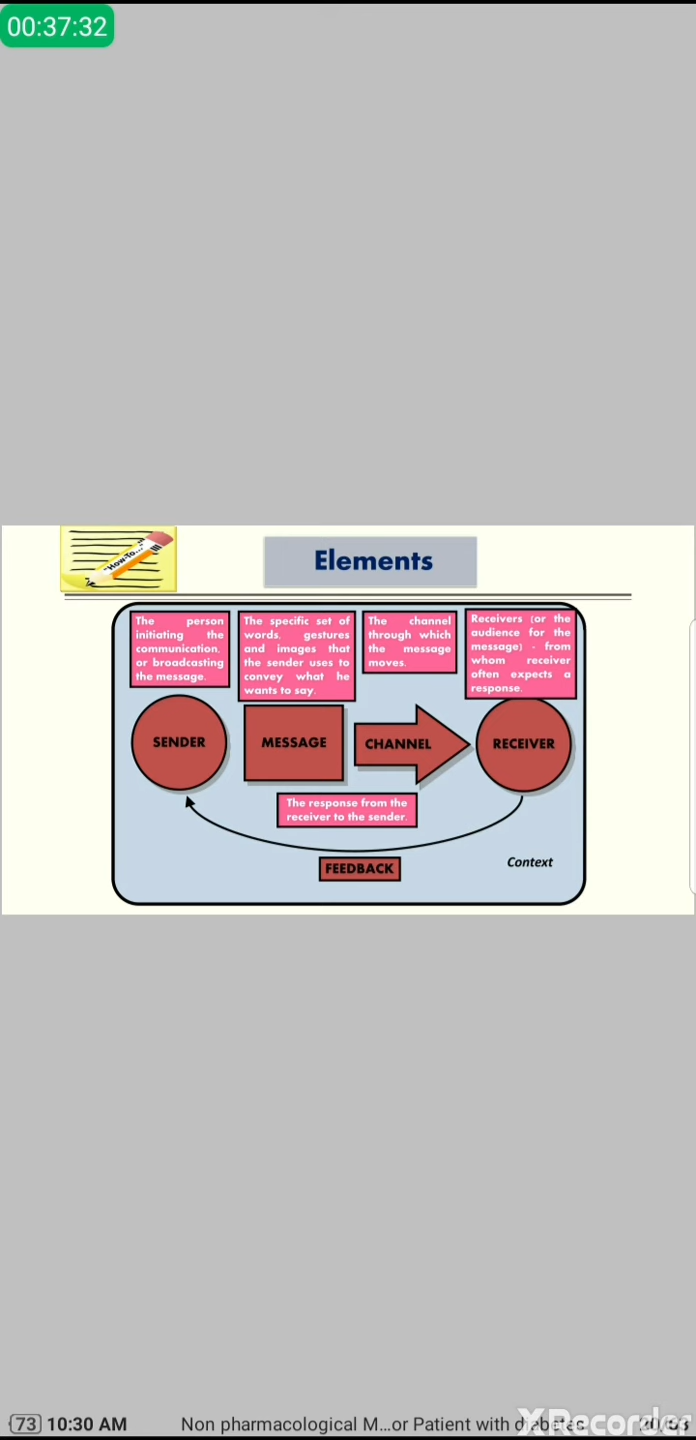 00:37:32
"How-To..."
Elements
The person
initiating the
communication,
or broadcasting
the message.
The specific set of
words, gestures
and images that
the sender uses to
convey what he
wants to say.
The channel
through which
the message
moves.
Receivers (or the
audience for the
message) - from
whom receiver
often expects a
response.
SENDER
MESSAGE
CHANNEL
RECEIVER
The response from the
receiver to the sender.
FEEDBACK
Context
73 10:30 AM
Non pharmacological M...or Patient with diabetes
XRecorder